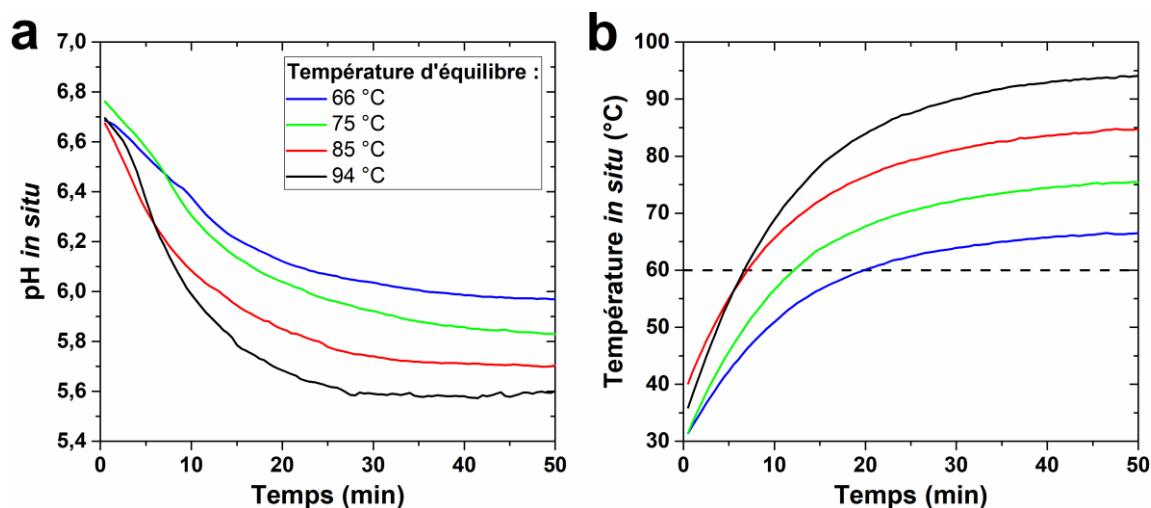 a
7,0
6,8
6,6
6,4
6,2
6,0
5,8
5,6
5,4
pH in situ
0 10 20 30 40 50
Temps (min)
Température d'équilibre :
66 °C
75 °C
85 °C
94 °C
b
100
90
80
70
60
50
40
30
Température in situ (°C)
0 10 20 30 40 50
Temps (min)